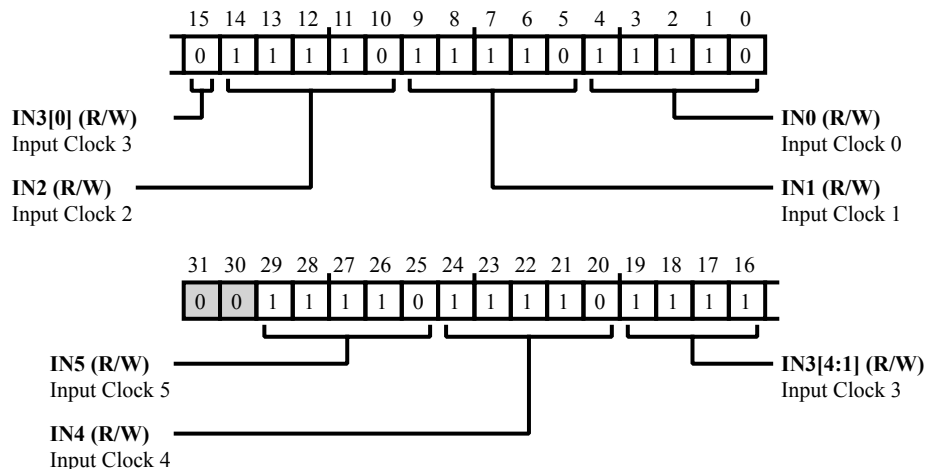 15 14 13 12 11 10 9 8 7 6 5 4 3 2 1 0
0 1 1 1 1 0 1 1 1 1 0 1 1 1 1 0
IN3[0] (R/W)
Input Clock 3
IN0 (R/W)
Input Clock 0
IN2 (R/W)
Input Clock 2
IN1 (R/W)
Input Clock 1
31 30 29 28 27 26 25 24 23 22 21 20 19 18 17 16
0 0 1 1 1 1 0 1 1 1 1 0 1 1 1 1
IN5 (R/W)
Input Clock 5
IN3[4:1] (R/W)
Input Clock 3
IN4 (R/W)
Input Clock 4